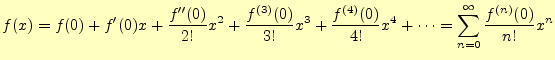 f(x) = f(0) + f′(0)x + \frac{f''(0)}{2!}x^2 + \frac{f^{(3)}(0)}{3!}x^3 + \frac{f^{(4)}(0)}{4!}x^4 + \cdots = \sum_{n=0}^{\infty} \frac{f^{(n)}(0)}{n!}x^n